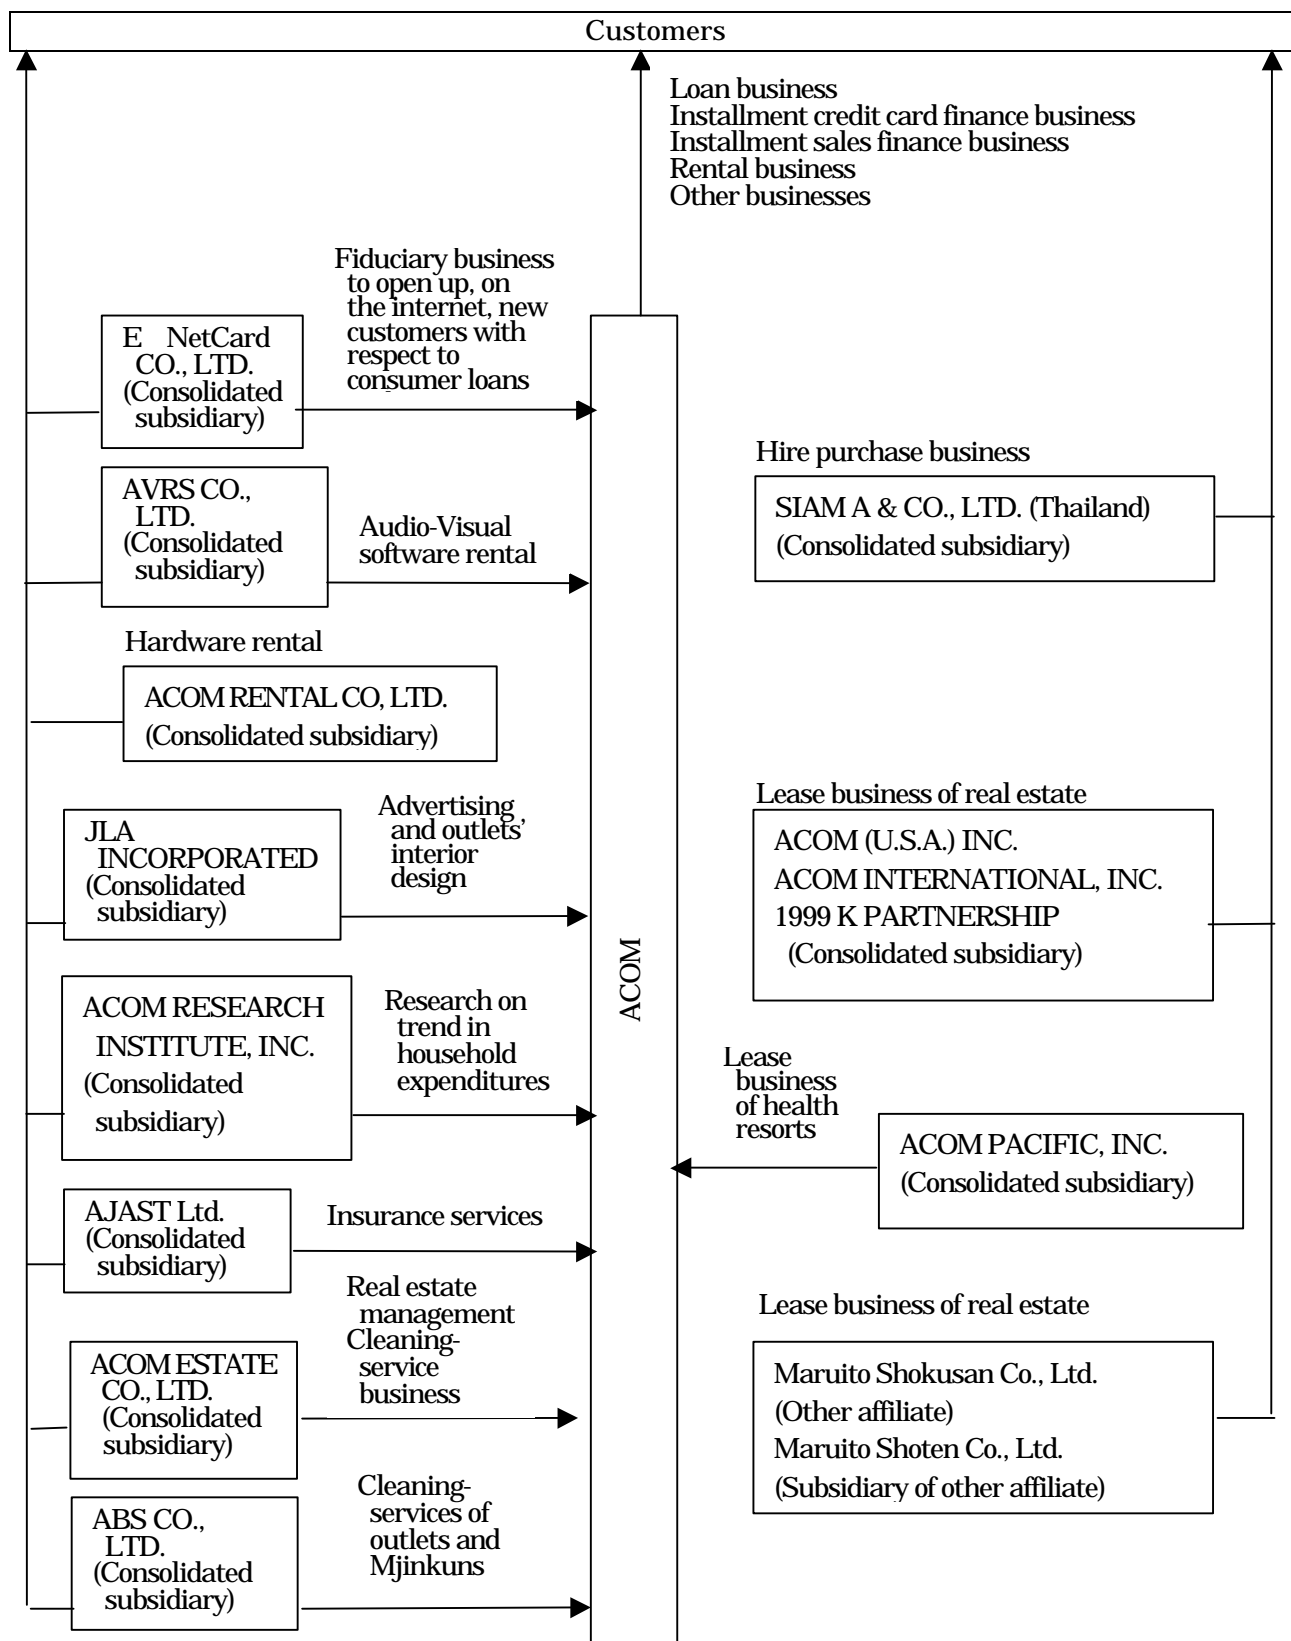 Customers
Loan business
Installment credit card finance business
Installment sales finance business
Rental business
Other businesses
Fiduciary business
to open up, on
the internet, new
customers with
respect to
consumer loans
E NetCard
CO., LTD.
(Consolidated
subsidiary)
AVRS CO.,
LTD.
(Consolidated
subsidiary)
Audio-Visual
software rental
Hardware rental
ACOM RENTAL CO, LTD.
(Consolidated subsidiary)
JLA
INCORPORATED
(Consolidated
subsidiary)
Advertising
and outlets’
interior
design
ACOM RESEARCH
INSTITUTE, INC.
(Consolidated
subsidiary)
Research on
trend in
household
expenditures
AJAST Ltd.
(Consolidated
subsidiary)
Insurance services
Real estate
management
Cleaning-
service
business
ACOM ESTATE
CO., LTD.
(Consolidated
subsidiary)
Cleaning-
services of
outlets and
Mjinkuns
ABS CO.,
LTD.
(Consolidated
subsidiary)
ACOM
Hire purchase business
SIAM A & CO., LTD. (Thailand)
(Consolidated subsidiary)
Lease business of real estate
ACOM (U.S.A.) INC.
ACOM INTERNATIONAL, INC.
1999 K PARTNERSHIP
(Consolidated subsidiary)
Lease
business
of health
resorts
ACOM PACIFIC, INC.
(Consolidated subsidiary)
Lease business of real estate
Maruito Shokusan Co., Ltd.
(Other affiliate)
Maruito Shoten Co., Ltd.
(Subsidiary of other affiliate)